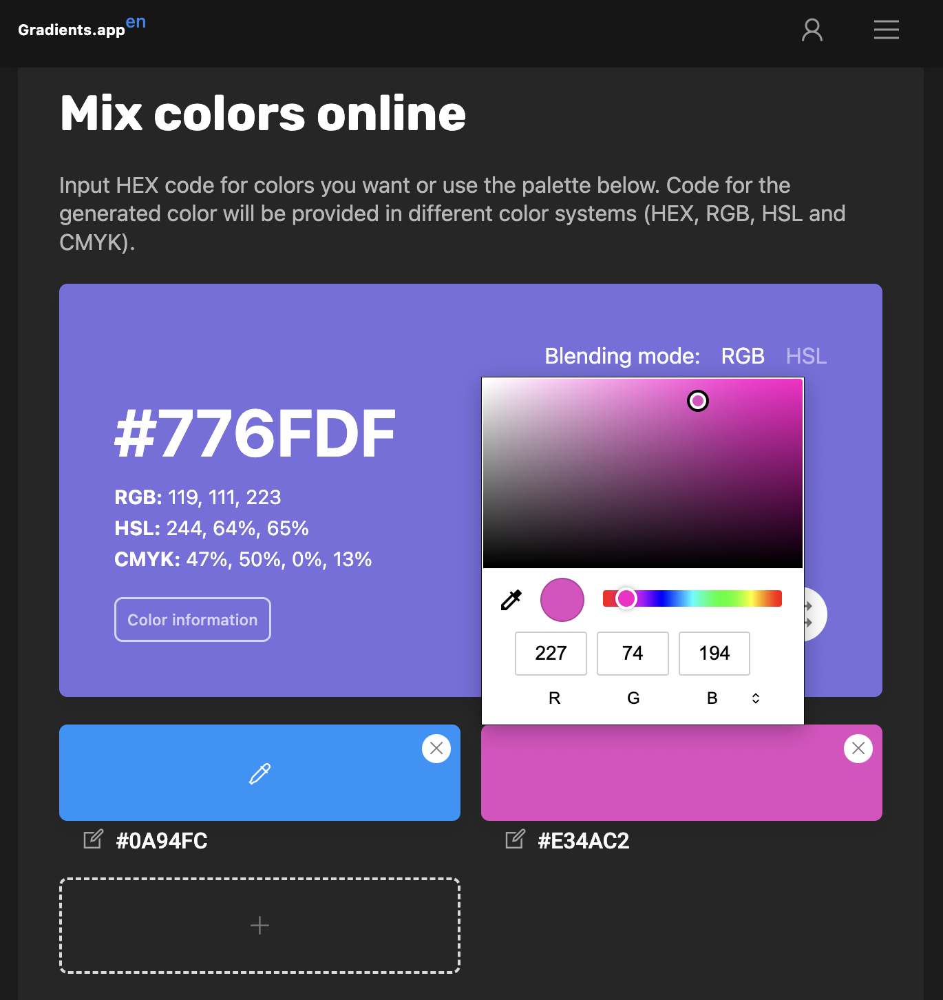 Gradients.app en
Mix colors online
Input HEX code for colors you want or use the palette below. Code for the
generated color will be provided in different color systems (HEX, RGB, HSL and
CMYK).
Blending mode: RGB HSL
#776FDF
RGB: 119, 111, 223
HSL: 244, 64%, 65%
CMYK: 47%, 50%, 0%, 13%
Color information
227 74 194
R G B
#0A94FC
#E34AC2